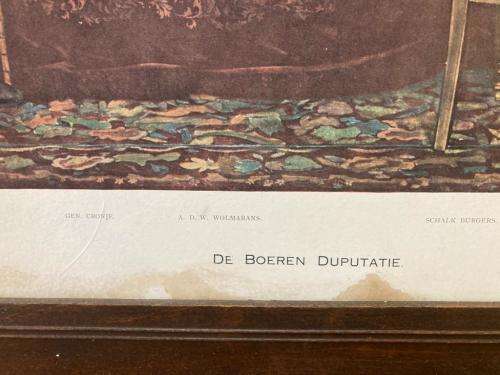 GEN. CRONJE. A. D. W. WOLMARANS. SCHALK BURGERS.
DE BOEREN DUPUTATIE.